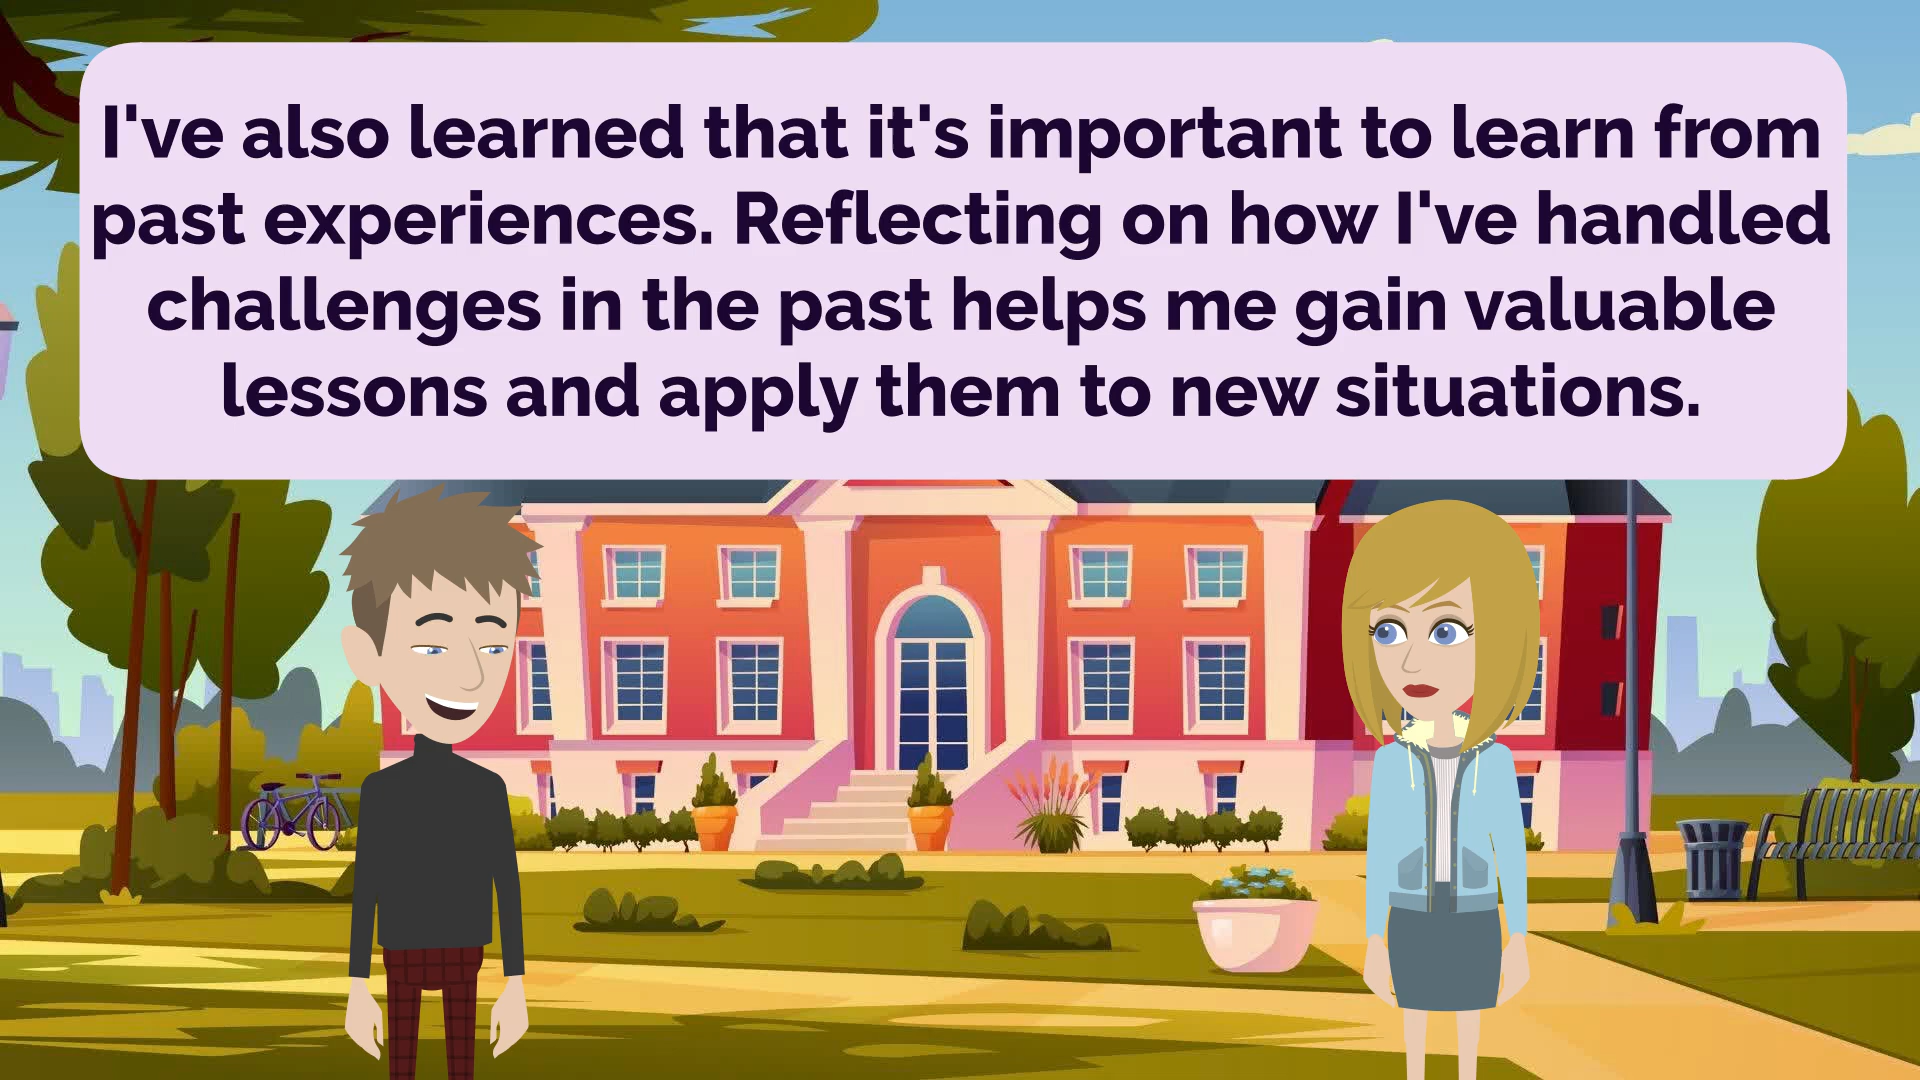 I've also learned that it's important to learn from
past experiences. Reflecting on how I've handled
challenges in the past helps me gain valuable
lessons and apply them to new situations.